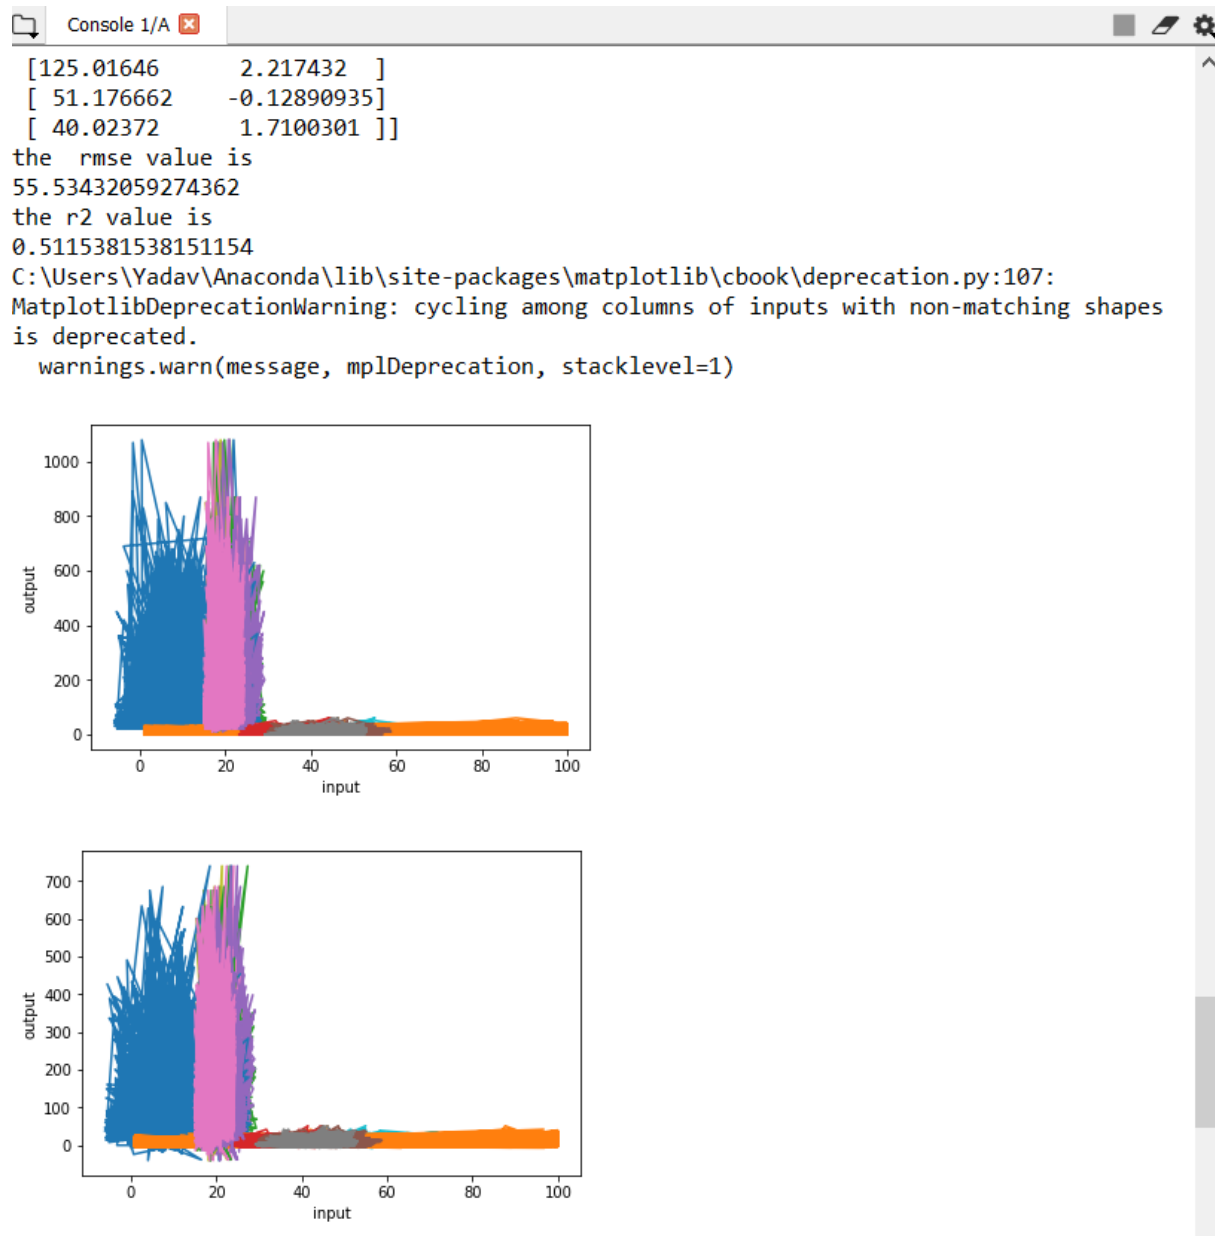 Console 1/A
[125.01646 2.217432 ]
[ 51.176662 -0.12890935]
[ 40.02372 1.7100301 ]]
the  rmse value is
55.53432059274362
the r2 value is
0.5115381538151154
C:\Users\Yadav\Anaconda\lib\site-packages\matplotlib\cbook\deprecation.py:107:
MatplotlibDeprecationWarning: cycling among columns of inputs with non-matching shapes
is deprecated.
warnings.warn(message, mplDeprecation, stacklevel=1)
1000
800
600
400
200
0
output
0 20 40 60 80 100
input
700
600
500
400
300
200
100
0
output
0 20 40 60 80 100
input